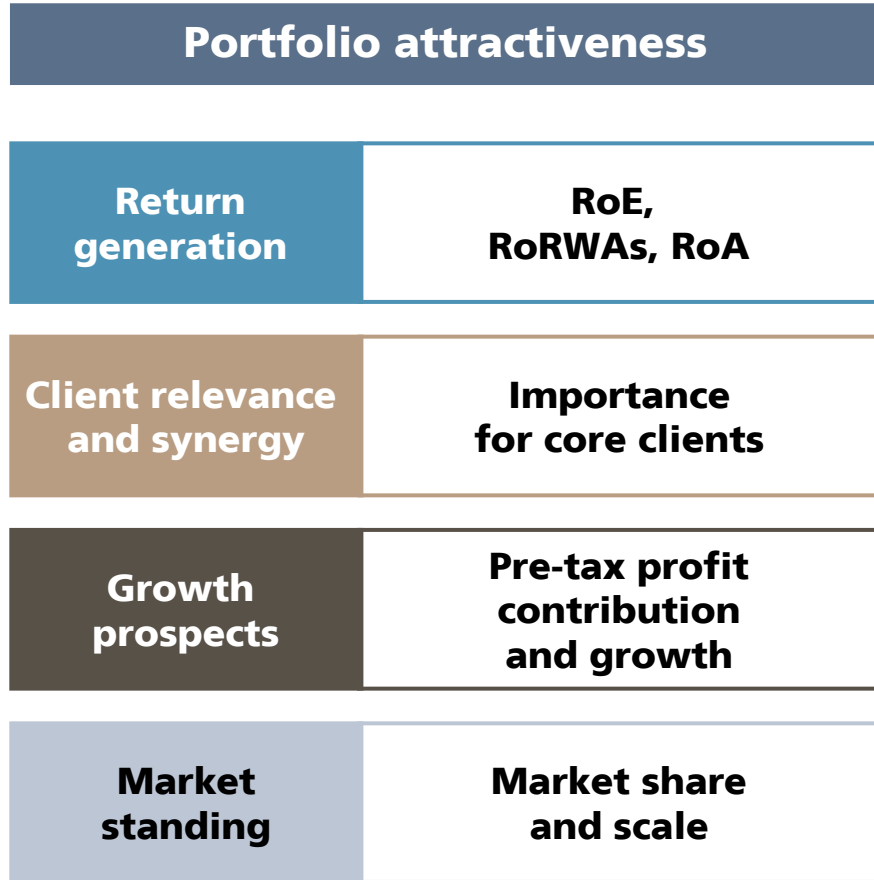 Portfolio attractiveness
Return
generation
RoE,
RoRWAs, RoA
Client relevance
and synergy
Importance
for core clients
Growth
prospects
Pre-tax profit
contribution
and growth
Market
standing
Market share
and scale